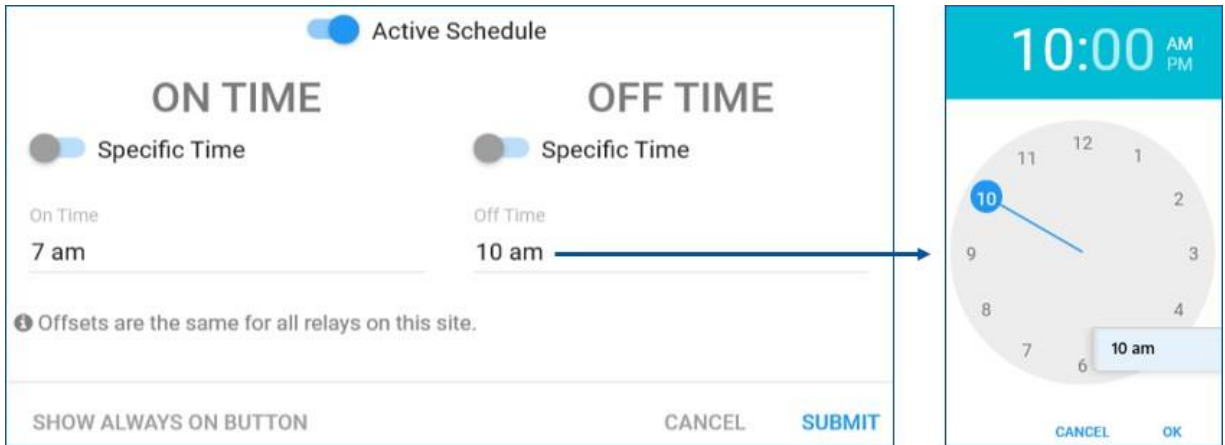 Active Schedule
ON TIME
OFF TIME
Specific Time
Specific Time
On Time
Off Time
7 am
10 am
Offsets are the same for all relays on this site.
SHOW ALWAYS ON BUTTON
CANCEL
SUBMIT
10:00 AM
PM
12
11
1
10
2
9
3
8
4
7
6
10 am
CANCEL
OK